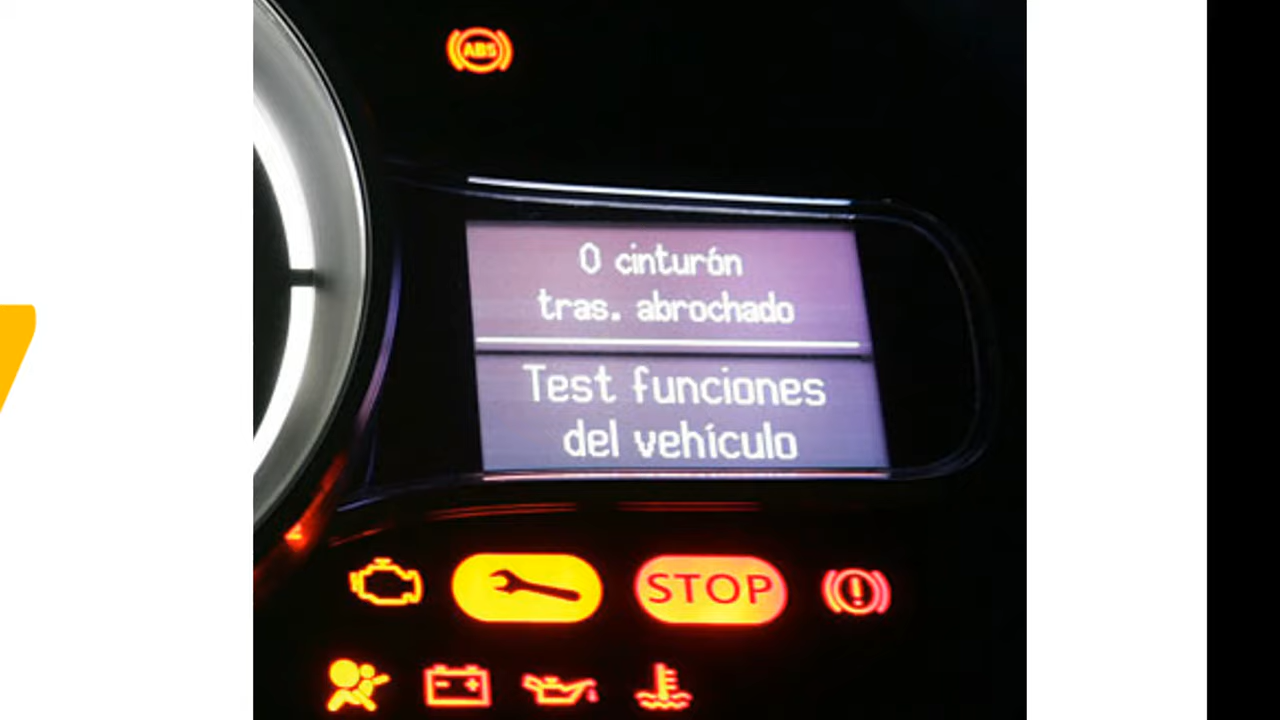 ABS
0 cinturón
tras. abrochado
Test funciones
del vehículo
STOP